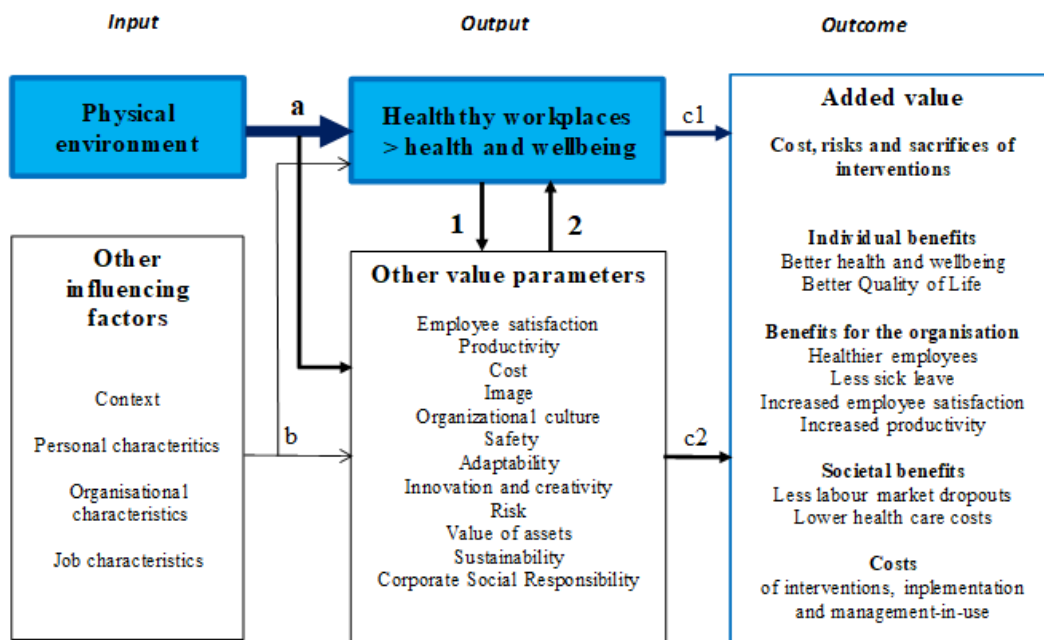 Input
Output
Outcome
Physical
environment
a
Heaththy workplaces
> health and wellbeing
c1
Added value
Cost, risks and sacrifices of
interventions
Individual benefits
Better health and wellbeing
Better Quality of Life
Benefits for the organisation
Healthier employees
Less sick leave
Increased employee satisfaction
Increased productivity
Societal benefits
Less labour market dropouts
Lower health care costs
Costs
of interventions, inplementation
and management-in-use
1
2
Other
influencing
factors
Context
Personal characteritics
Organisational
characteristics
Job characteristics
b
Other value parameters
Employee satisfaction
Productivity
Cost
Image
Organizational culture
Safety
Adaptability
Innovation and creativity
Risk
Value of assets
Sustainability
Corporate Social Responsibility
c2